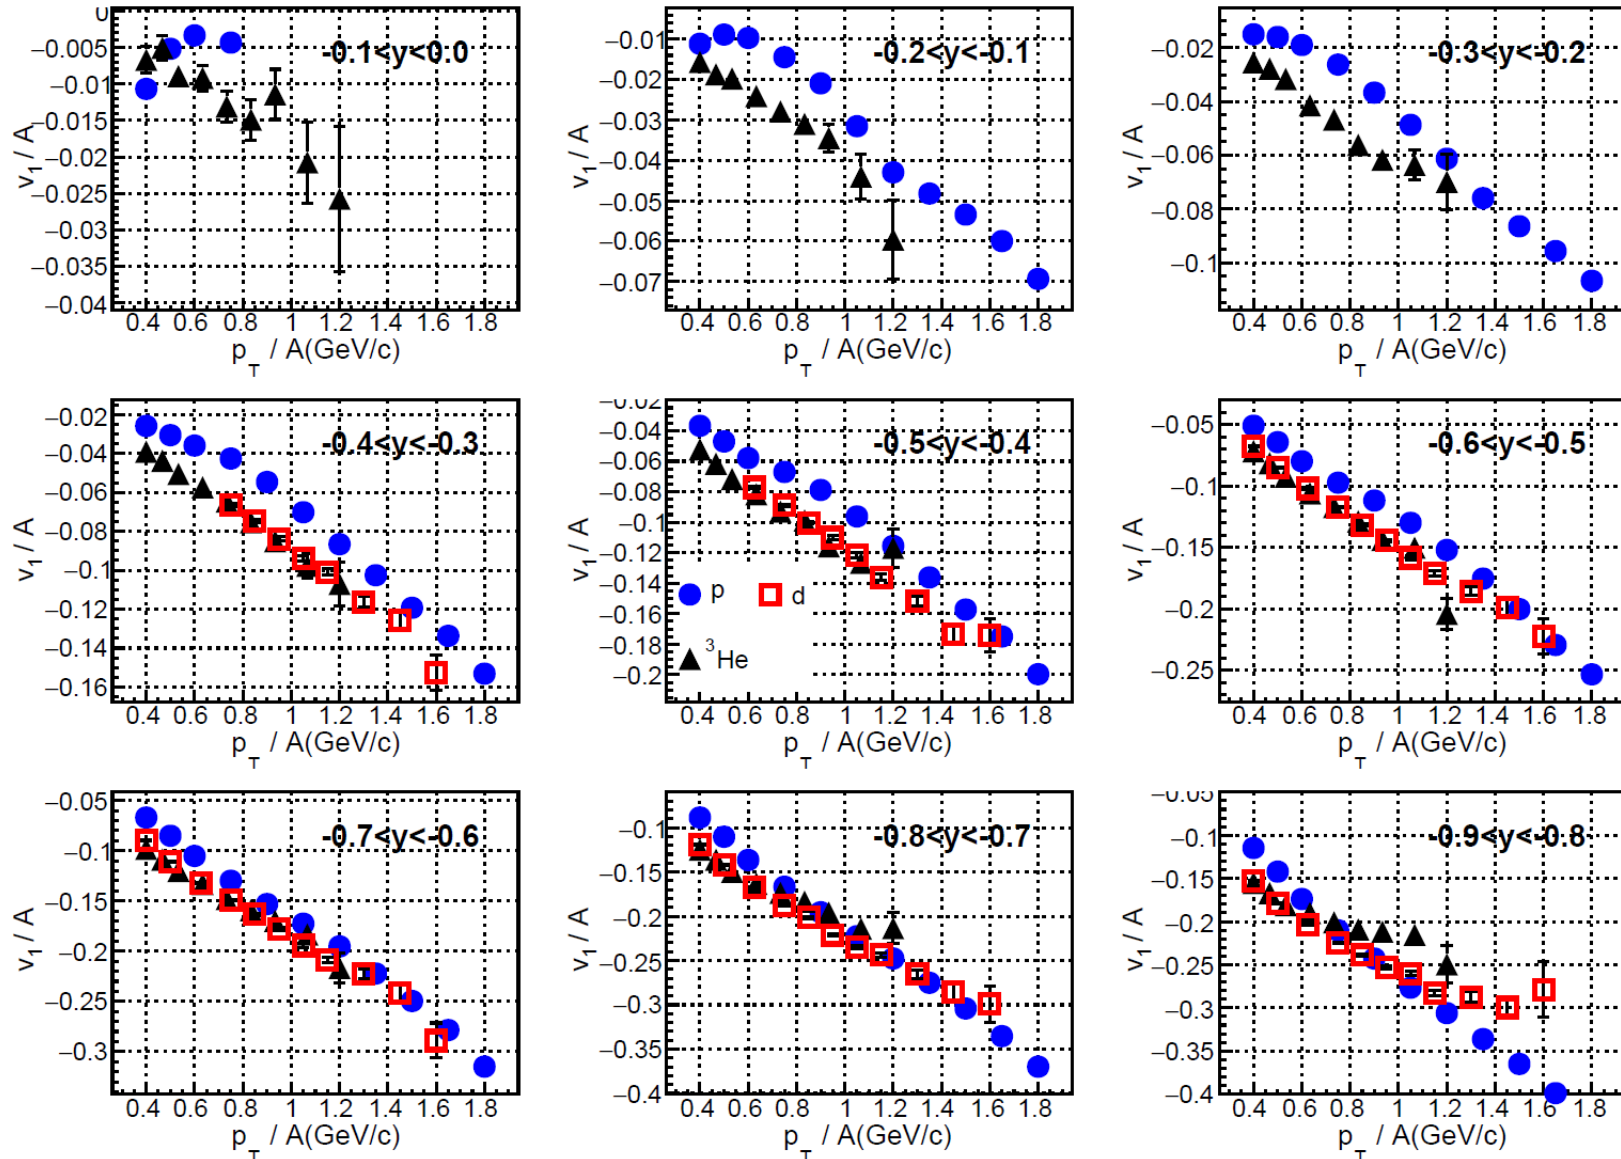 0
−0.005
−0.01
−0.015
−0.02
−0.025
−0.03
−0.035
−0.04
v1 / A
-0.1<y<0.0
0.4 0.6 0.8 1 1.2 1.4 1.6 1.8
pT / A(GeV/c)
−0.01
−0.02
−0.03
−0.04
−0.05
−0.06
−0.07
v1 / A
-0.2<y<-0.1
0.4 0.6 0.8 1 1.2 1.4 1.6 1.8
pT / A(GeV/c)
−0.02
−0.04
−0.06
−0.08
−0.1
v1 / A
-0.3<y<-0.2
0.4 0.6 0.8 1 1.2 1.4 1.6 1.8
pT / A(GeV/c)
−0.02
−0.04
−0.06
−0.08
−0.1
−0.12
−0.14
−0.16
v1 / A
-0.4<y<-0.3
0.4 0.6 0.8 1 1.2 1.4 1.6 1.8
pT / A(GeV/c)
−0.02
−0.04
−0.06
−0.08
−0.1
−0.12
−0.14
−0.16
−0.18
−0.2
v1 / A
-0.5<y<-0.4
p d
3He
0.4 0.6 0.8 1 1.2 1.4 1.6 1.8
pT / A(GeV/c)
−0.05
−0.1
−0.15
−0.2
−0.25
v1 / A
-0.6<y<-0.5
0.4 0.6 0.8 1 1.2 1.4 1.6 1.8
pT / A(GeV/c)
−0.05
−0.1
−0.15
−0.2
−0.25
−0.3
v1 / A
-0.7<y<-0.6
0.4 0.6 0.8 1 1.2 1.4 1.6 1.8
pT / A(GeV/c)
−0.1
−0.15
−0.2
−0.25
−0.3
−0.35
−0.4
v1 / A
-0.8<y<-0.7
0.4 0.6 0.8 1 1.2 1.4 1.6 1.8
pT / A(GeV/c)
−0.05
−0.1
−0.15
−0.2
−0.25
−0.3
−0.35
−0.4
v1 / A
-0.9<y<-0.8
0.4 0.6 0.8 1 1.2 1.4 1.6 1.8
pT / A(GeV/c)